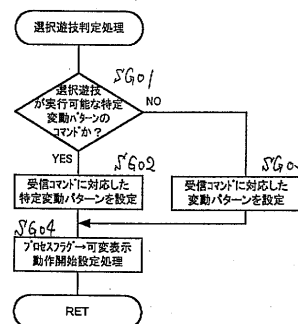 選択遊技判定処理
SG01
選択遊技
が実行可能な特定
変動パターンの
コマンドか？
NO
YES
SG02
受信コマンドに対応した
特定変動パターンを設定
受信コマンドに対応した
変動パターンを設定
SG04
プロセスフラグ→可変表示
動作開始設定処理
RET